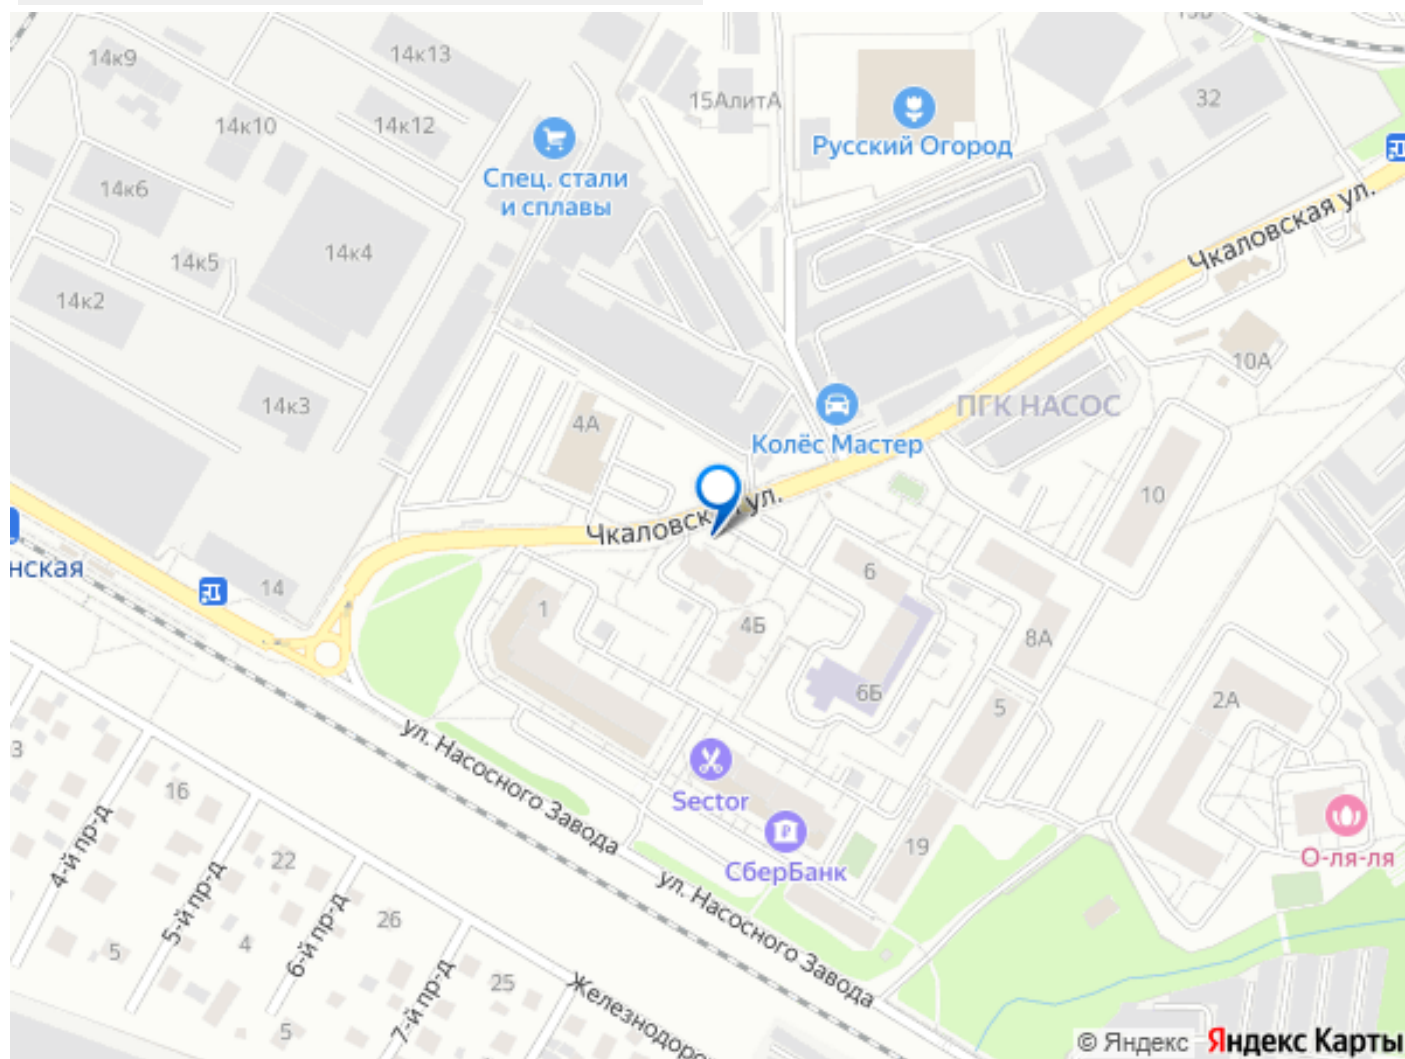 14к9
14к13
15АлитА
32
14к10
14к12
Русский Огород
Спец. стали
и сплавы
14к6
Чкаловская ул.
14к5
14к4
14к2
10А
14к3
4А
ПГК НАСОС
Колёс Мастер
10
Чкаловская ул.
нская
14
6
1
4Б
8А
6Б
5
2А
ул. Насосного Завода
Sector
16
4-й пр-д
О-ля-ля
19
22
СберБанк
5-й пр-д
26
6-й пр-д
ул. Насосного Завода
4
5
25
7-й пр-д
Железнодоро
5
© Яндекс Яндекс Карты